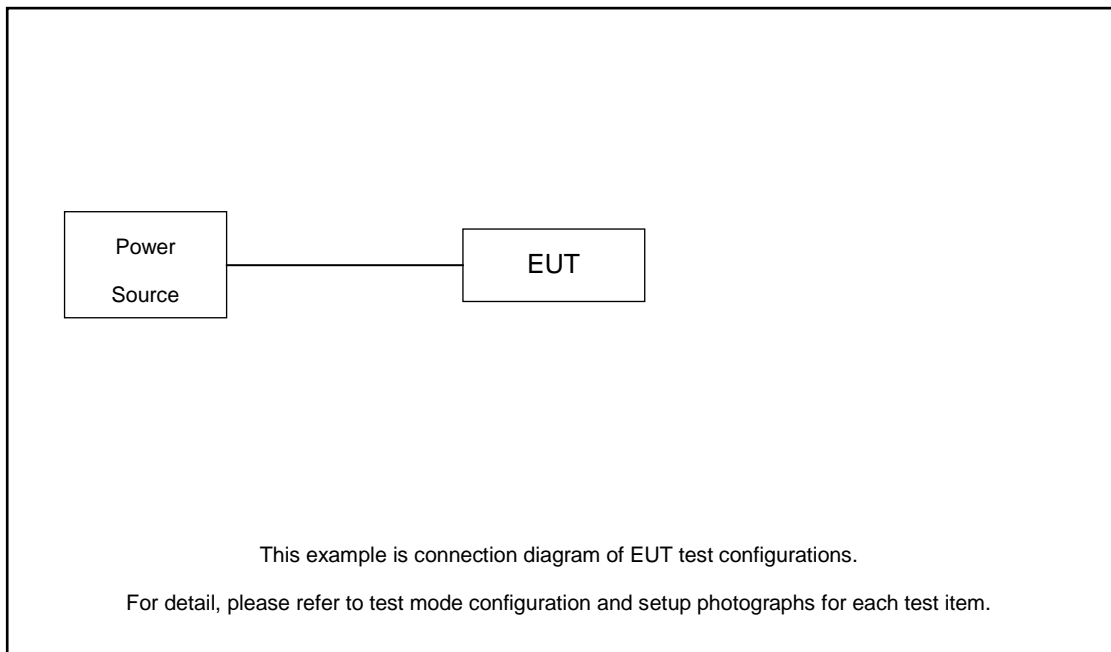 Power
Source
EUT
This example is connection diagram of EUT test configurations.
For detail, please refer to test mode configuration and setup photographs for each test item.